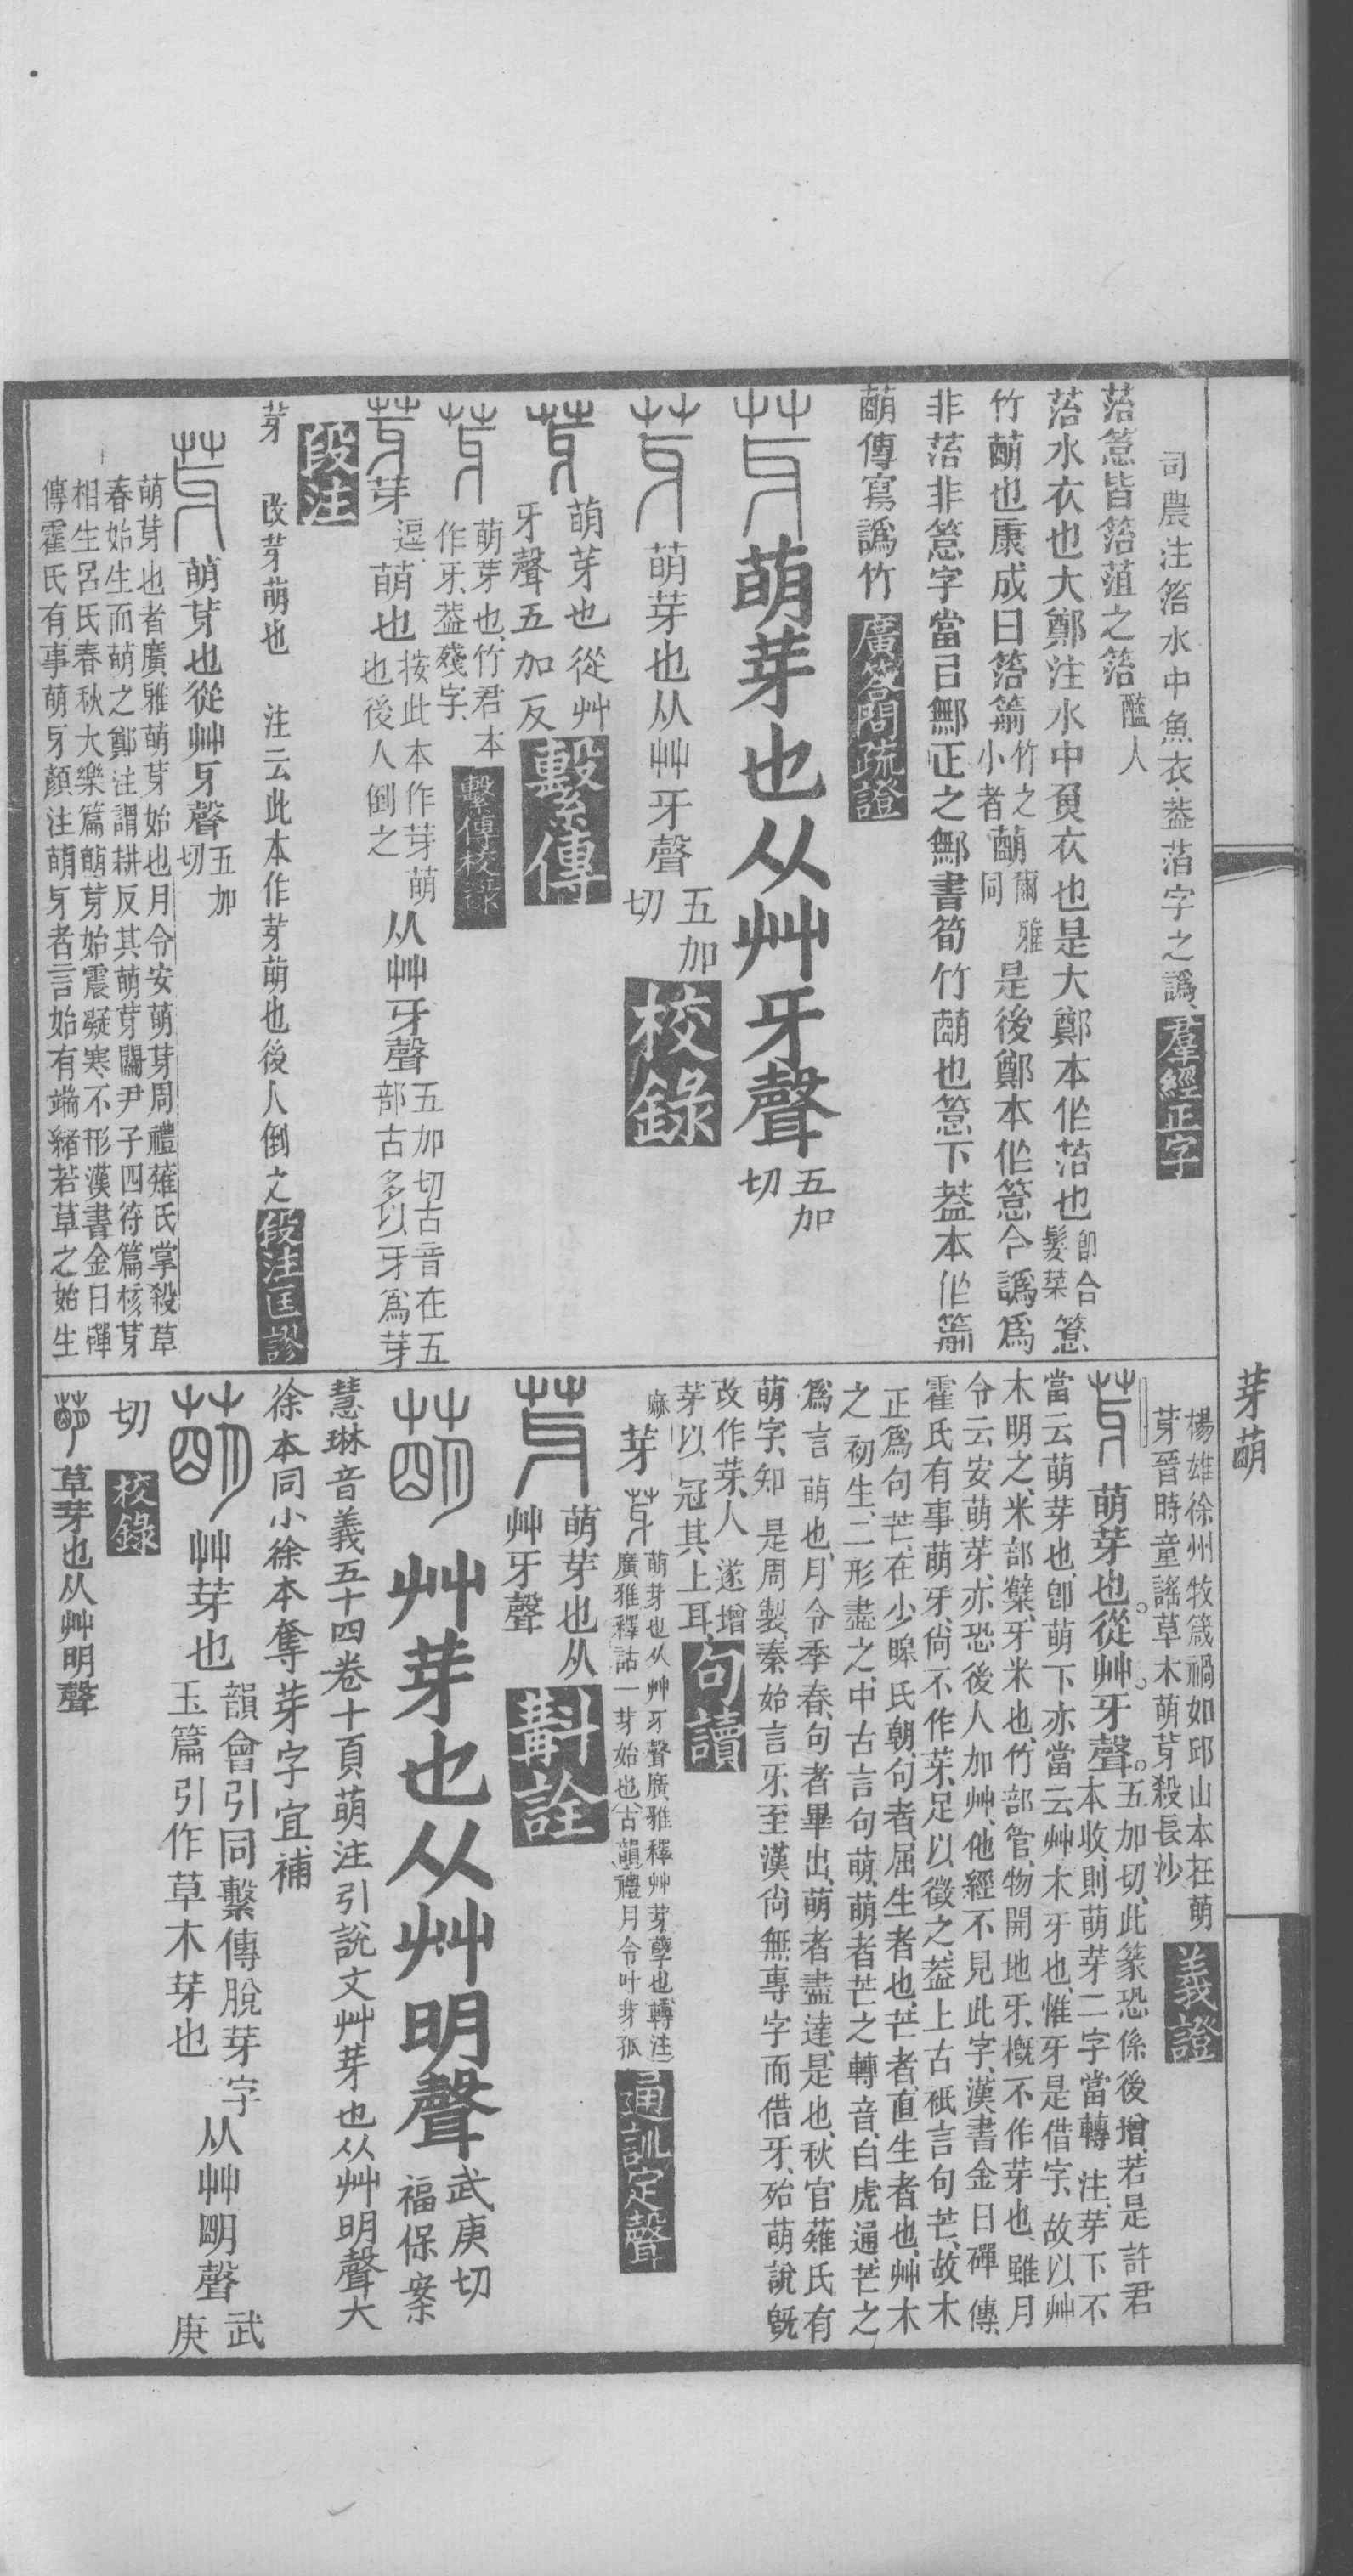 芽萌
司農注箈水中魚衣葢萡字之譌
羣經正字
菭箈皆箈菹之箈醢人
菭水衣也大鄭注水中魚衣也是大鄭本作菭也
竹萌也康成曰箈箭竹之小者萌爾雅同是後鄭本作箈今譌爲
萌傳寫譌竹
廣答問疏證
芽 萌芽也从艸牙聲五加切
芽 萌芽也从艸牙聲五加切
校錄
芽 萌芽也從艸牙聲五加反
繫傳
芽 萌芽也竹君本作牙葢殘字
繫傳校錄
芽 芽逗萌也按此本作芽萌也後人倒之从艸牙聲五加切古音在五部古多以牙爲芽
段注
芽 改芽萌也 注云此本作芽萌也後人倒之
段注匡謬
芽 萌芽也從艸牙聲五加切
萌芽也者廣雅萌芽始也月令安萌芽周禮薙氏掌殺草
春始生而萌之鄭注謂耕反其萌芽關尹子四符篇核芽
相生呂氏春秋大樂篇萌芽始震凝寒不形漢書金日磾
傳霍氏有事萌牙顏注萌牙者言始有端緒若草之始生
楊雄徐州牧箴禍如邱山本在萌
芽晉時童謠草木萌芽殺長沙
義證
芽 萌芽也從艸牙聲五加切此篆恐係後增若是許君
本收則萌芽二字當轉注芽下不
當云萌芽也卽萌下亦當云艸木牙也惟牙是借字故以艸
木明之米部糱牙米也竹部管物開地牙槪不作芽也雖月
令云安萌芽亦恐後人加艸他經不見此字漢書金日磾傳
霍氏有事萌牙尙不作芽足以徵之葢上古祇言句芒故木
正爲句芒在少皞氏朝句者屈生者也芒者直生者也艸木
之初生二形盡之中古言句萌萌者芒之轉音白虎通芒之
爲言萌也月令季春句者畢出萌者盡達是也秋官薙氏有
萌字知是周製秦始言牙至漢尙無專字而借牙殆萌說旣
改作芽人遂增
芽以冠其上耳
句讀
麻
芽 萌芽也从艸牙聲廣雅釋艸芽孼也轉注
廣雅釋詁一芽始也古韻禮月令叶芽孤
通訓定聲
芽 萌芽也从艸牙聲
斠詮
萌 艸芽也从艸明聲武庚切 福保案
慧琳音義五十四卷十頁萌注引說文艸芽也从艸明聲大
徐本同小徐本奪芽字宜補
萌 艸芽也韻會引同繫傳脫芽字玉篇引作草木芽也从艸朙聲武庚切
校錄
萌 草芽也从艸明聲